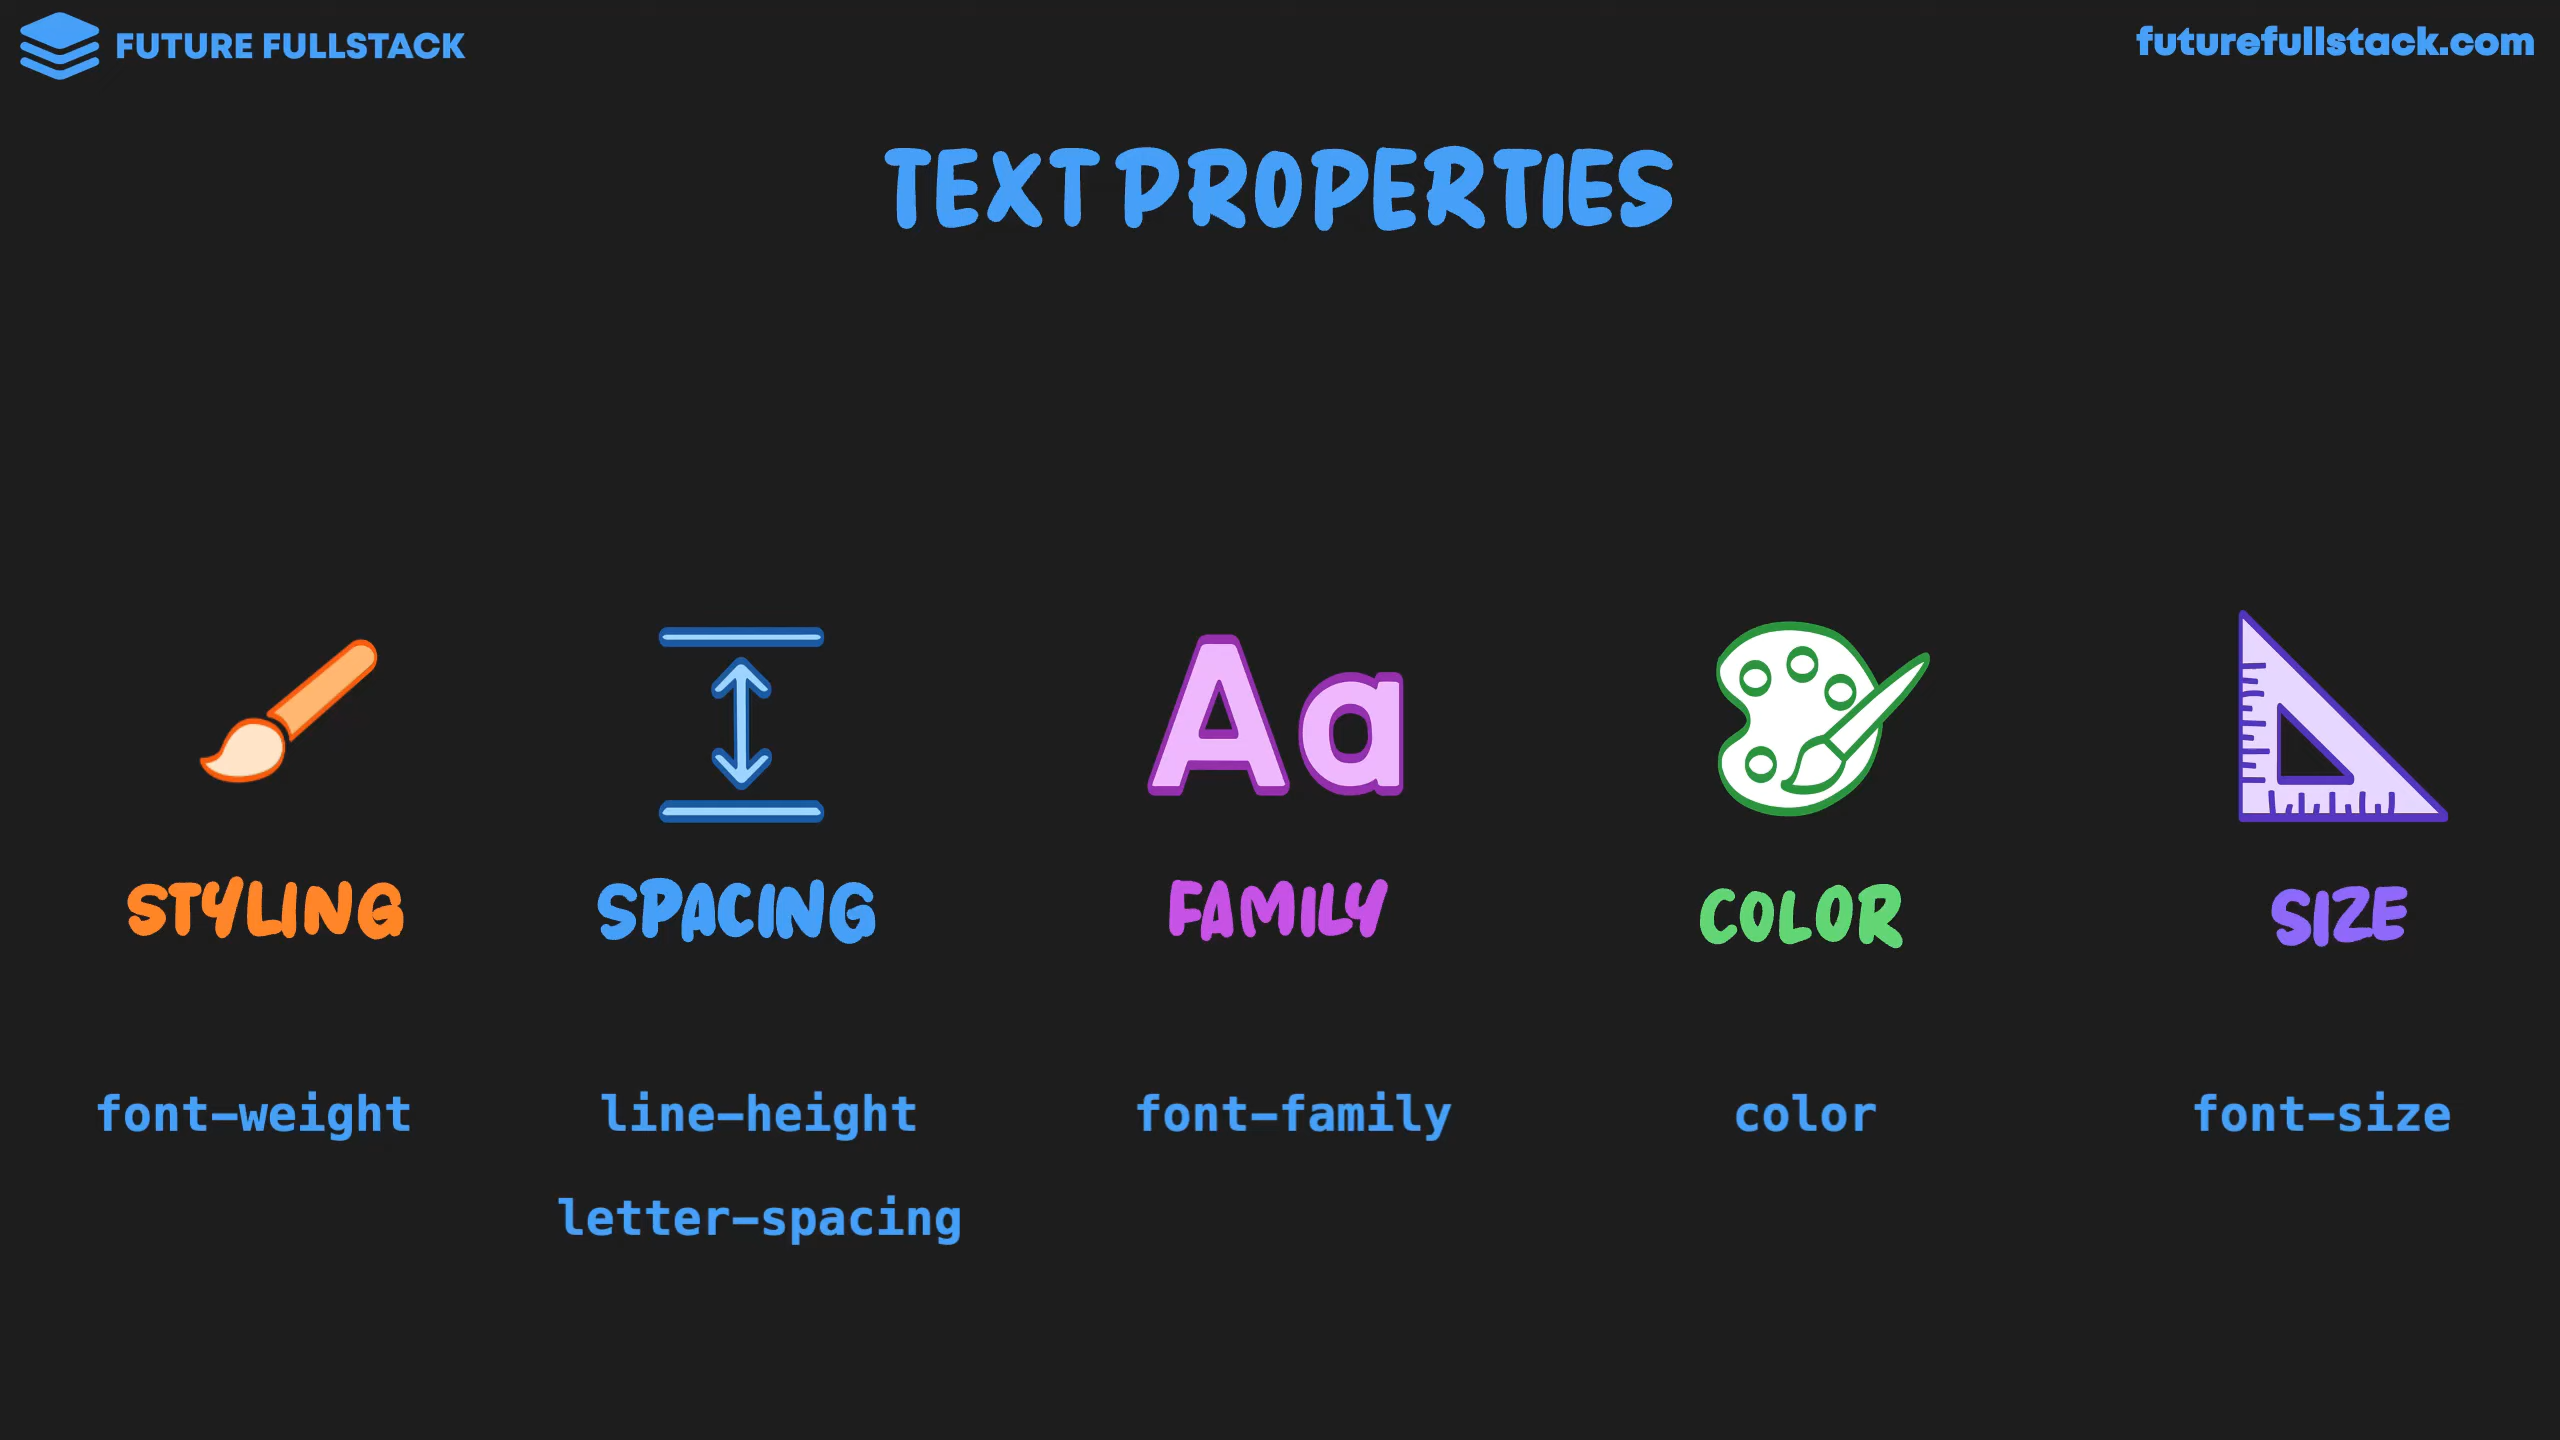 FUTURE FULLSTACK
futurefullstack.com
TEXT PROPERTIES
Aa
STYLING
SPACING
FAMILY
COLOR
SIZE
font-weight
line-height
font-family
color
font-size
letter-spacing